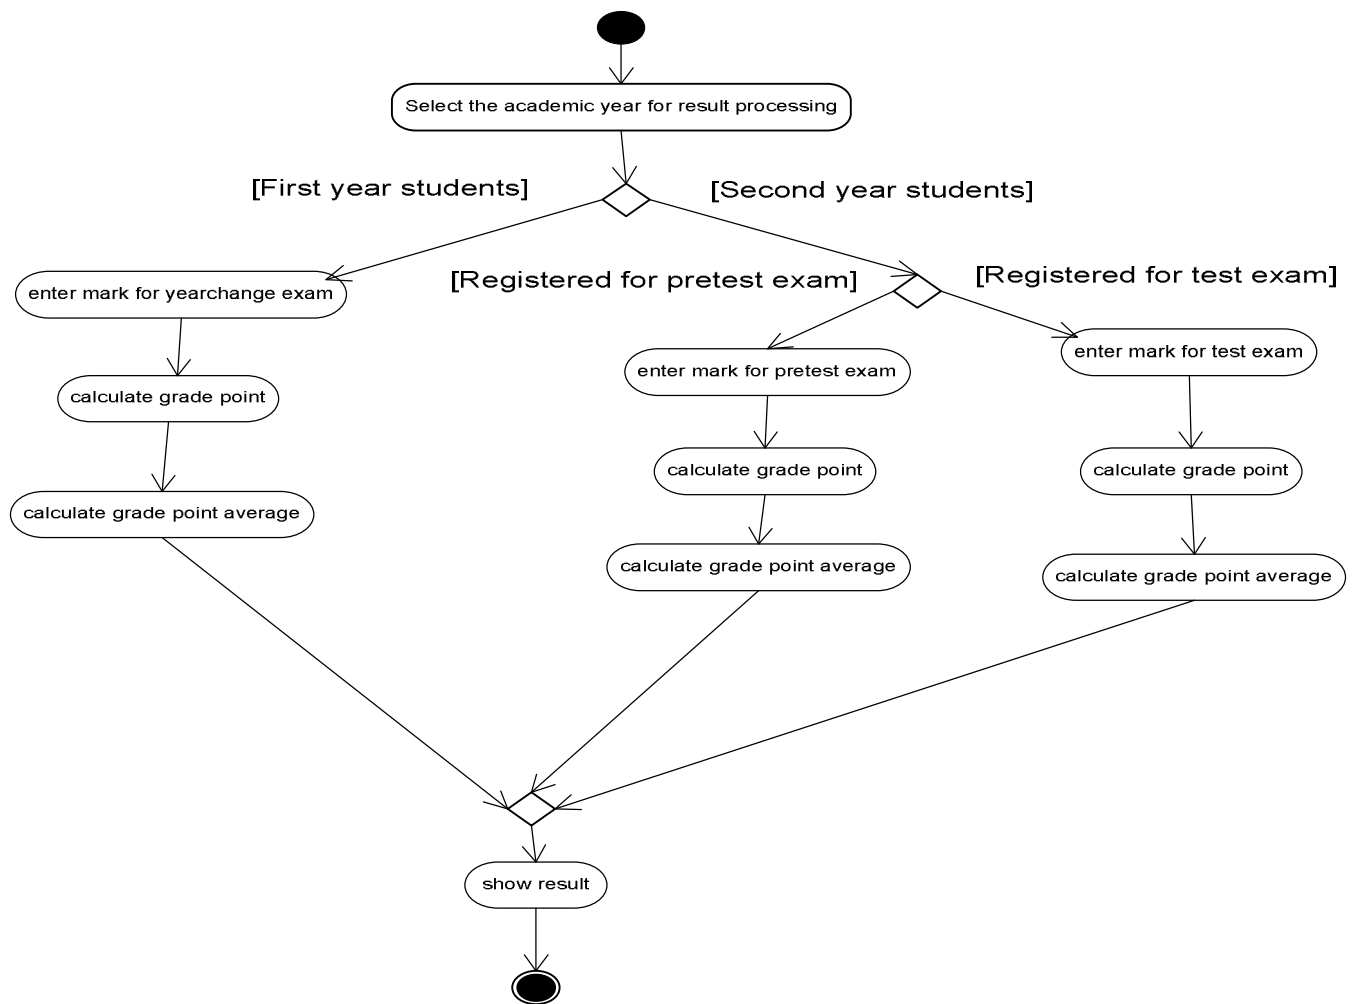 Select the academic year for result processing
[First year students]
[Second year students]
[Registered for pretest exam]
[Registered for test exam]
enter mark for yearchange exam
enter mark for pretest exam
enter mark for test exam
calculate grade point
calculate grade point
calculate grade point
calculate grade point average
calculate grade point average
calculate grade point average
show result